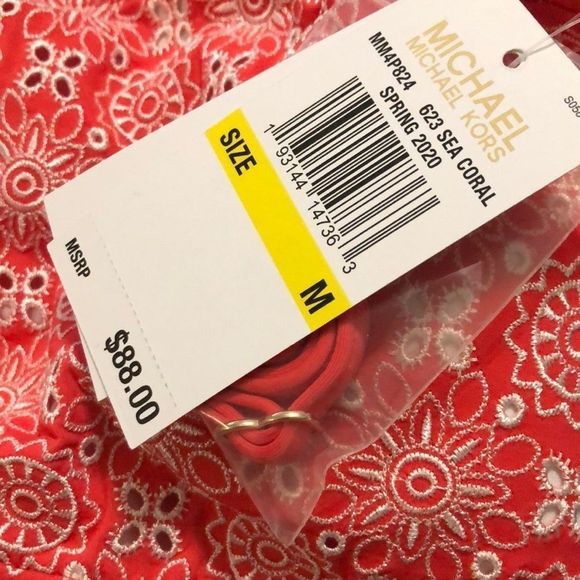 MICHAEL
MICHAEL KORS
MM4P824 623 SEA CORAL
SPRING 2020
1 93144 14736 3
SIZE M
MSRP
$88.00